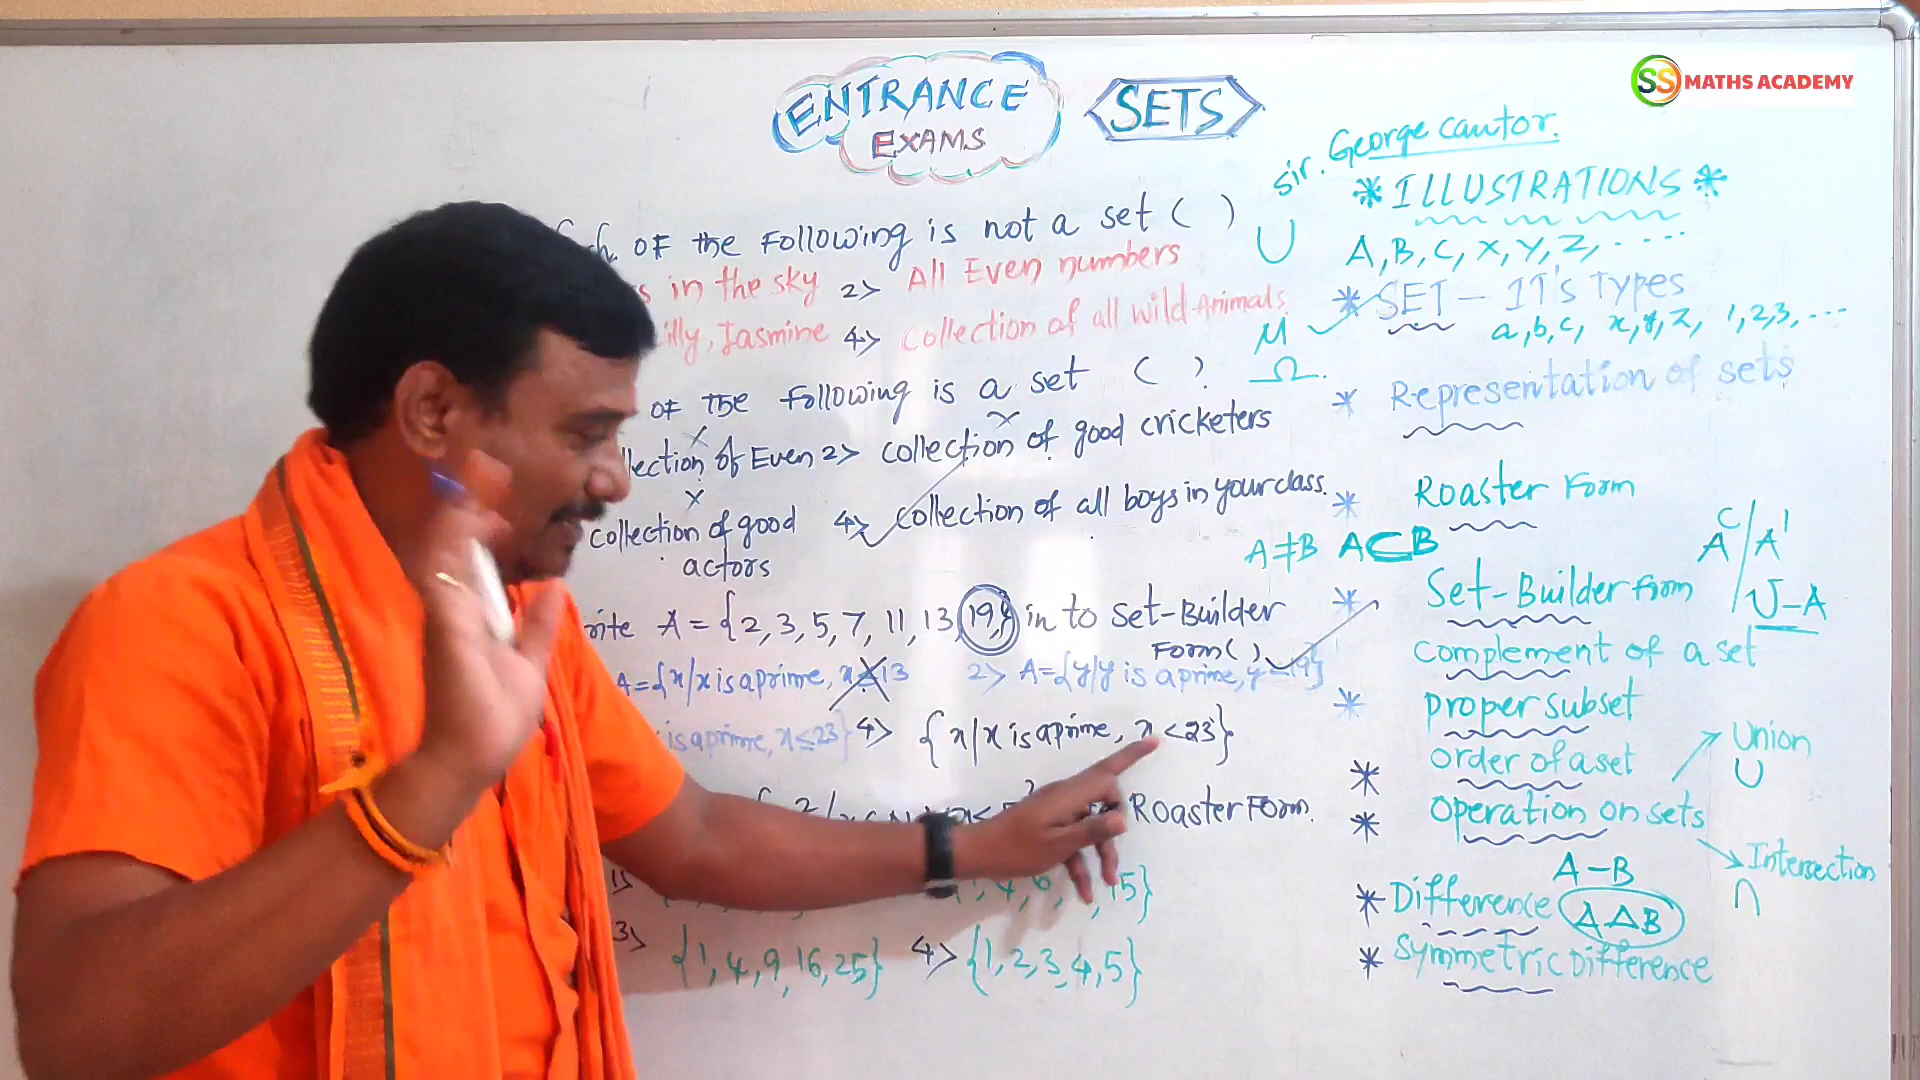 SS MATHS ACADEMY
ENTRANCE
EXAMS
SETS
Sir. George cantor.
* ILLUSTRATIONS *
OF the Following is not a set ( )
U
A, B, C, X, Y, Z, . . . .
in the sky 2> All Even numbers
* SET - IT's Types
Jasmine 4> collection of all wild Animals
μ
a, b, c, x, y, z, 1, 2, 3, ...
Ω
OF The Following is a set ( )
* Representation of sets
of Even 2> collection of good cricketers
collection of good actors 4> collection of all boys in your class.
* Roaster Form
A≠B A⊂B
Aᶜ / A'
U-A
A = {2, 3, 5, 7, 11, 13, 19,} in to Set-Builder Form ( )
* Set-Builder Form
A={x/x is a prime, 13 2> A={y/y is a prime, y 19}
complement of a set
is a prime, x≤23} 4> {x/x is a prime, x<23}
* proper subset
order of a set
* Operation on sets
Union
U
Intersection
∩
Roaster Form.
A-B
* Difference A△B
* Symmetric Difference
1>
15}
3> {1, 4, 9, 16, 25} 4> {1, 2, 3, 4, 5}